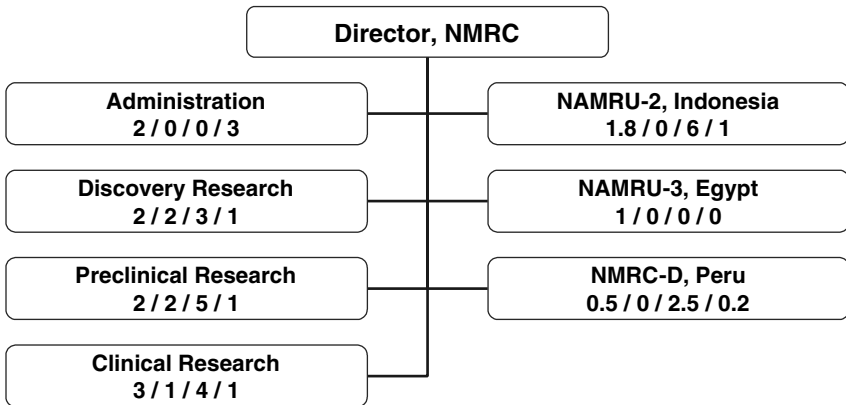 Director, NMRC
Administration
2 / 0 / 0 / 3
Discovery Research
2 / 2 / 3 / 1
Preclinical Research
2 / 2 / 5 / 1
Clinical Research
3 / 1 / 4 / 1
NAMRU-2, Indonesia
1.8 / 0 / 6 / 1
NAMRU-3, Egypt
1 / 0 / 0 / 0
NMRC-D, Peru
0.5 / 0 / 2.5 / 0.2